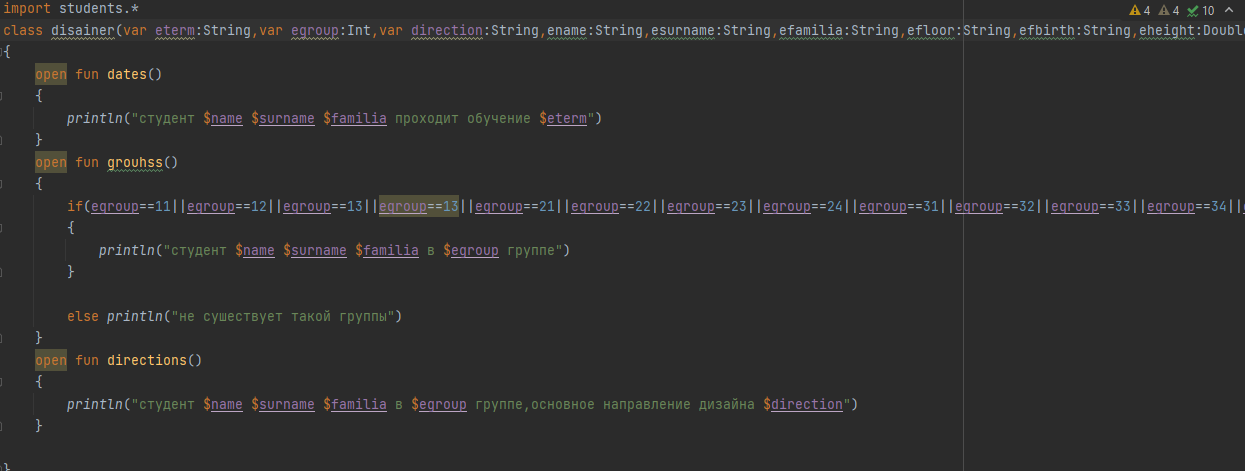 import students.*
4 4 10
class disainer(var eterm:String,var eqroup:Int,var direction:String,ename:String,esurname:String,efamilia:String,efloor:String,efbirth:String,eheight:Double
{
open fun dates()
{
println("студент $name $surname $familia проходит обучение $eterm")
}
open fun grouhss()
{
if(eqroup==11||eqroup==12||eqroup==13||eqroup==13||eqroup==21||eqroup==22||eqroup==23||eqroup==24||eqroup==31||eqroup==32||eqroup==33||eqroup==34||
{
println("студент $name $surname $familia в $eqroup группе")
}
else println("не сушествует такой группы")
}
open fun directions()
{
println("студент $name $surname $familia в $eqroup группе,основное направление дизайна $direction")
}
}